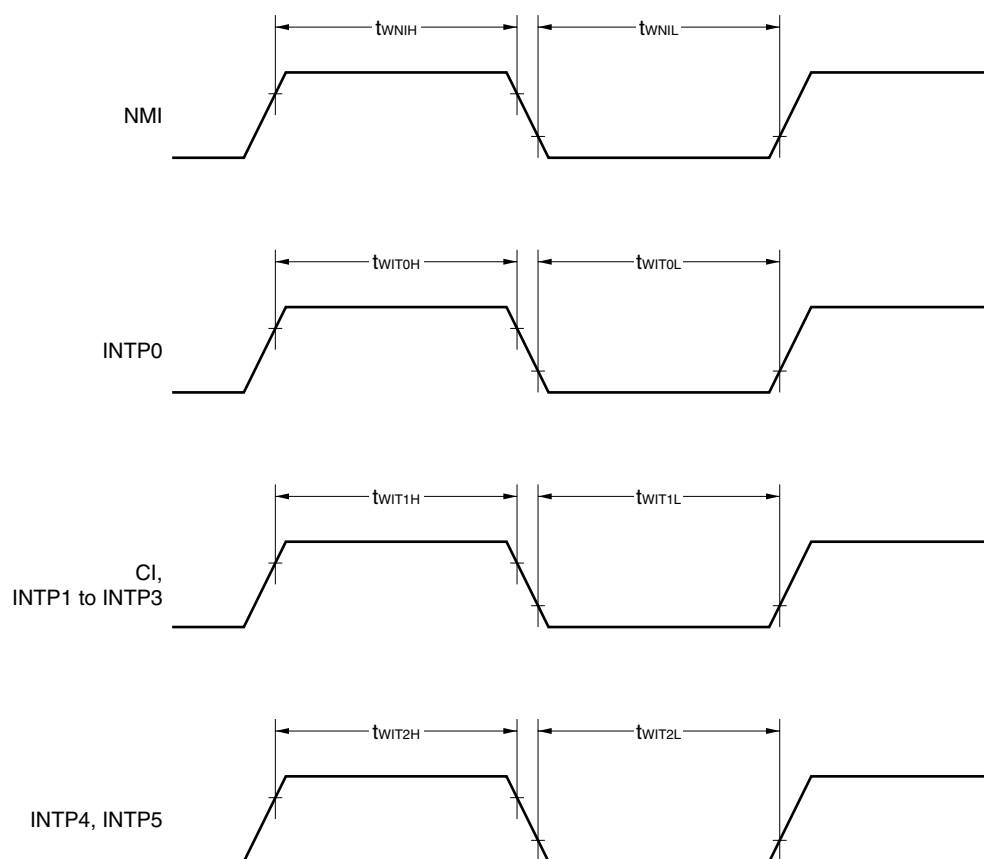 tWNIH
tWNIL
NMI
tWIT0H
tWIT0L
INTP0
tWIT1H
tWIT1L
CI,
INTP1 to INTP3
tWIT2H
tWIT2L
INTP4, INTP5